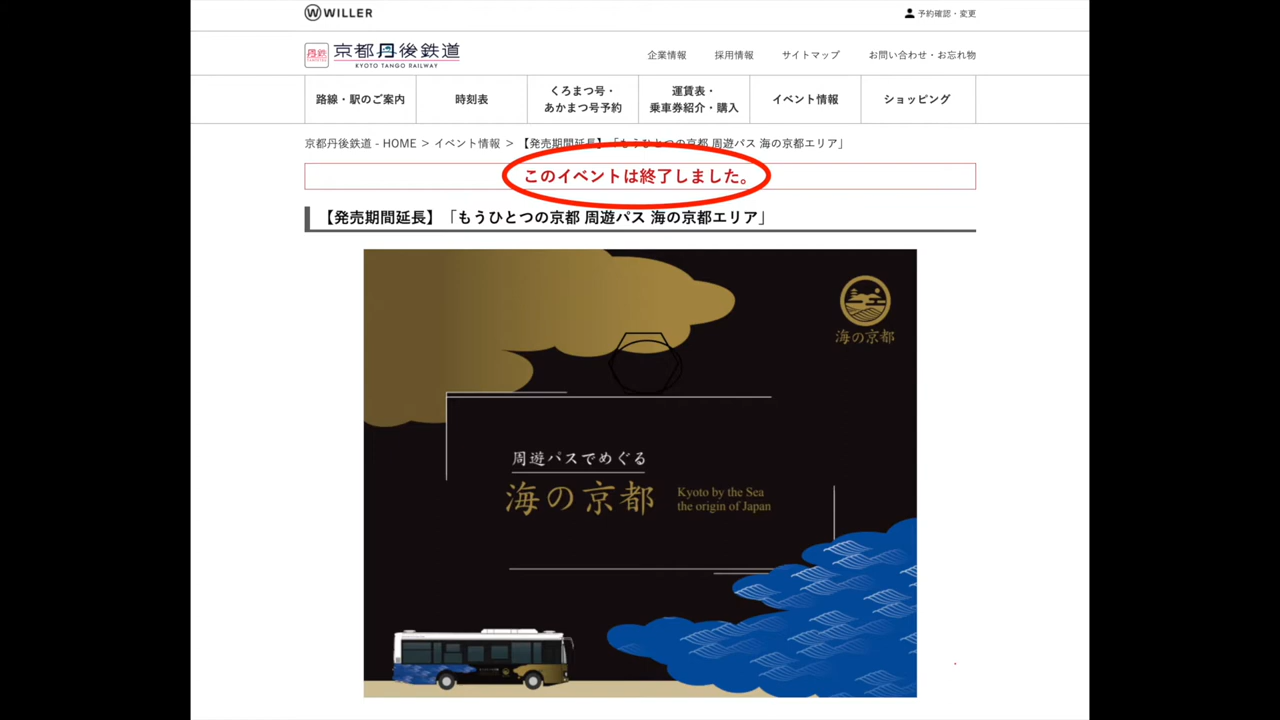 WILLER
予約確認・変更
丹鉄
京都丹後鉄道
KYOTO TANGO RAILWAY
企業情報 採用情報 サイトマップ お問い合わせ・お忘れ物
路線・駅のご案内
時刻表
くろまつ号・
あかまつ号予約
運賃表・
乗車券紹介・購入
イベント情報
ショッピング
京都丹後鉄道 - HOME > イベント情報 > 【発売期間延長】「もうひとつの京都 周遊パス 海の京都エリア」
このイベントは終了しました。
【発売期間延長】「もうひとつの京都 周遊パス 海の京都エリア」
海の京都
周遊パスでめぐる
海の京都
Kyoto by the Sea
the origin of Japan